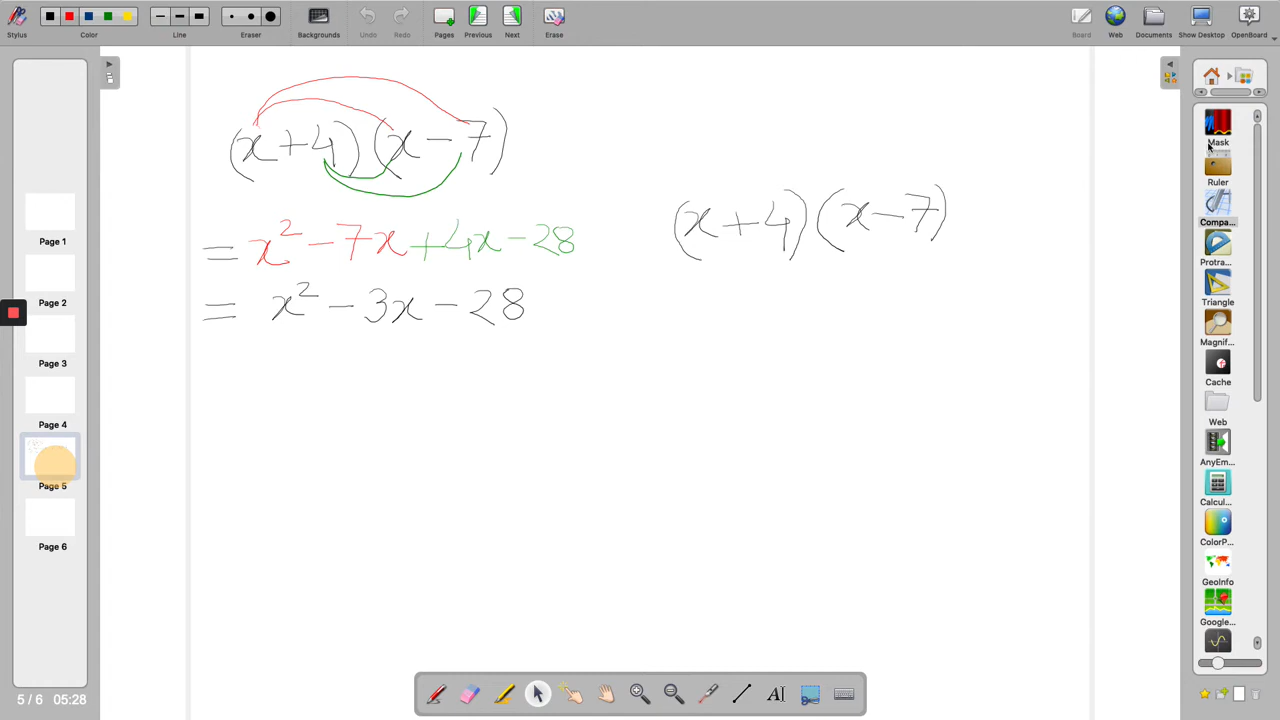 Stylus Color Line Eraser Backgrounds Undo Redo Pages Previous Next Erase Board Web Documents Show Desktop OpenBoard
(x+4)(x-7)
= x² - 7x + 4x - 28
= x² - 3x - 28
(x+4)(x-7)
Page 1
Page 2
Page 3
Page 4
Page 5
Page 6
5 / 6 05:28
Mask
Ruler
Compa...
Protra...
Triangle
Magnif...
Cache
Web
AnyEm...
Calcul...
ColorP...
GeoInfo
Google...
AI